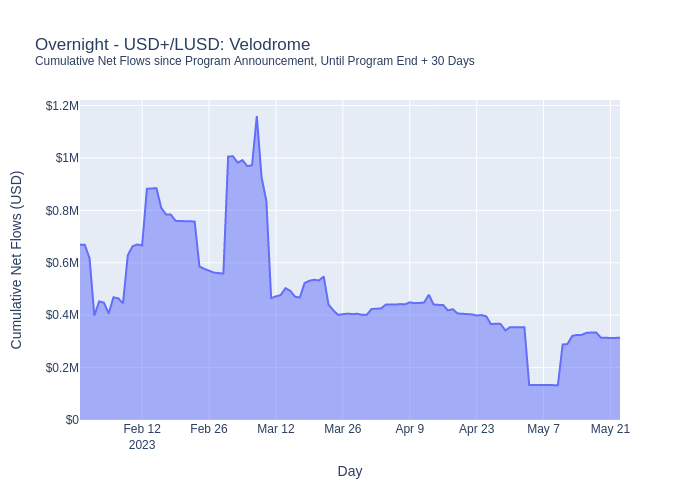 Overnight - USD+/LUSD: Velodrome
Cumulative Net Flows since Program Announcement, Until Program End + 30 Days
Cumulative Net Flows (USD)
$1.2M
$1M
$0.8M
$0.6M
$0.4M
$0.2M
$0
Feb 12 Feb 26 Mar 12 Mar 26 Apr 9 Apr 23 May 7 May 21
2023
Day